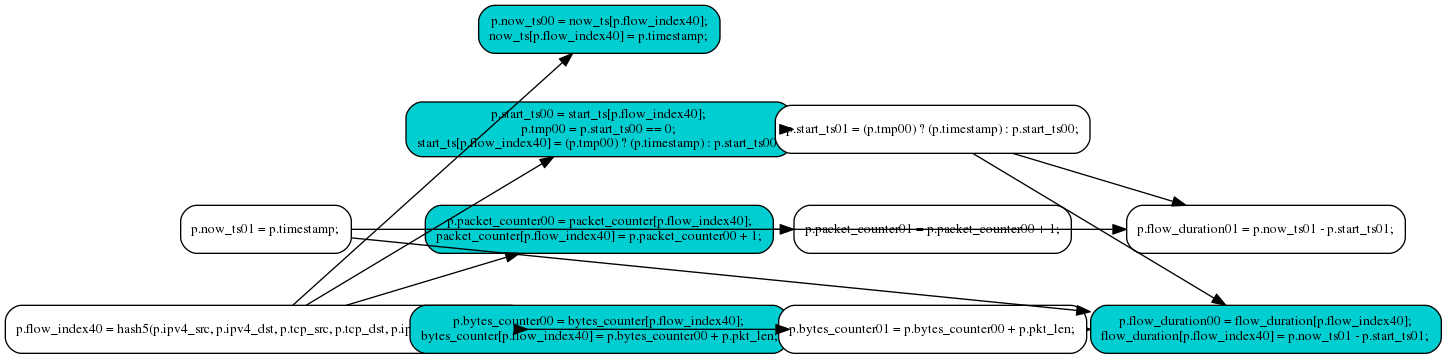 p.now_ts00 = now_ts[p.flow_index40];
now_ts[p.flow_index40] = p.timestamp;
p.start_ts00 = start_ts[p.flow_index40];
p.tmp00 = p.start_ts00 == 0;
start_ts[p.flow_index40] = (p.tmp00) ? (p.timestamp) : p.start_ts00
p.start_ts01 = (p.tmp00) ? (p.timestamp) : p.start_ts00;
p.now_ts01 = p.timestamp;
p.packet_counter00 = packet_counter[p.flow_index40];
packet_counter[p.flow_index40] = p.packet_counter00 + 1;
p.packet_counter01 = p.packet_counter00 + 1;
p.flow_duration01 = p.now_ts01 - p.start_ts01;
p.flow_index40 = hash5(p.ipv4_src, p.ipv4_dst, p.tcp_src, p.tcp_dst,
p.bytes_counter00 = bytes_counter[p.flow_index40];
bytes_counter[p.flow_index40] = p.bytes_counter00 + p.pkt_len;
p.bytes_counter01 = p.bytes_counter00 + p.pkt_len;
p.flow_duration00 = flow_duration[p.flow_index40];
flow_duration[p.flow_index40] = p.now_ts01 - p.start_ts01;